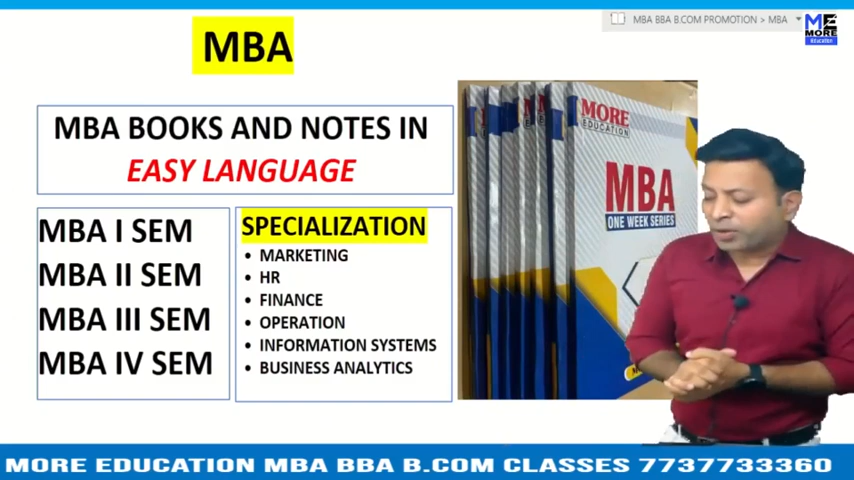 MBA BBA B.COM PROMOTION > MBA
ME
MORE
Education
MBA
MBA BOOKS AND NOTES IN
EASY LANGUAGE
MBA I SEM
MBA II SEM
MBA III SEM
MBA IV SEM
SPECIALIZATION
• MARKETING
• HR
• FINANCE
• OPERATION
• INFORMATION SYSTEMS
• BUSINESS ANALYTICS
MORE
EDUCATION
MBA
ONE WEEK SERIES
MORE EDUCATION MBA BBA B.COM CLASSES 7737733360